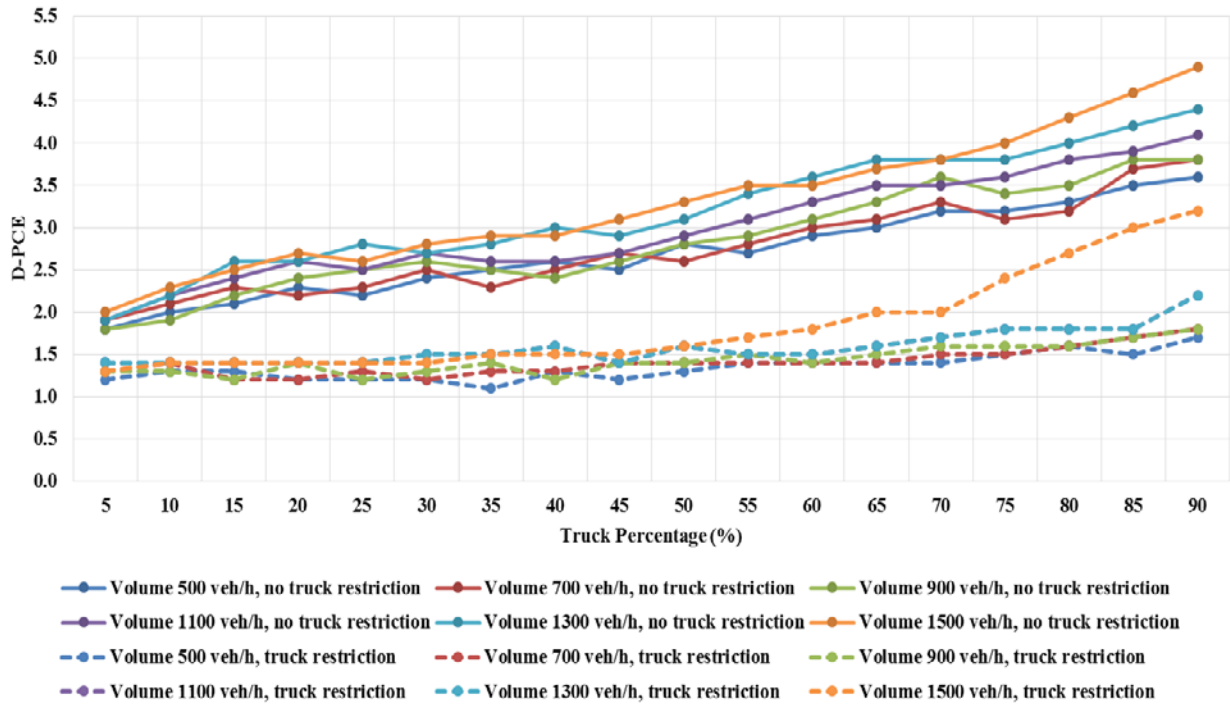 5.5
5.0
4.5
4.0
3.5
3.0
2.5
2.0
1.5
1.0
0.5
0.0
D-PCE
5 10 15 20 25 30 35 40 45 50 55 60 65 70 75 80 85 90
Truck Percentage (%)
Volume 500 veh/h, no truck restriction Volume 700 veh/h, no truck restriction Volume 900 veh/h, no truck restriction
Volume 1100 veh/h, no truck restriction Volume 1300 veh/h, no truck restriction Volume 1500 veh/h, no truck restriction
Volume 500 veh/h, truck restriction Volume 700 veh/h, truck restriction Volume 900 veh/h, truck restriction
Volume 1100 veh/h, truck restriction Volume 1300 veh/h, truck restriction Volume 1500 veh/h, truck restriction